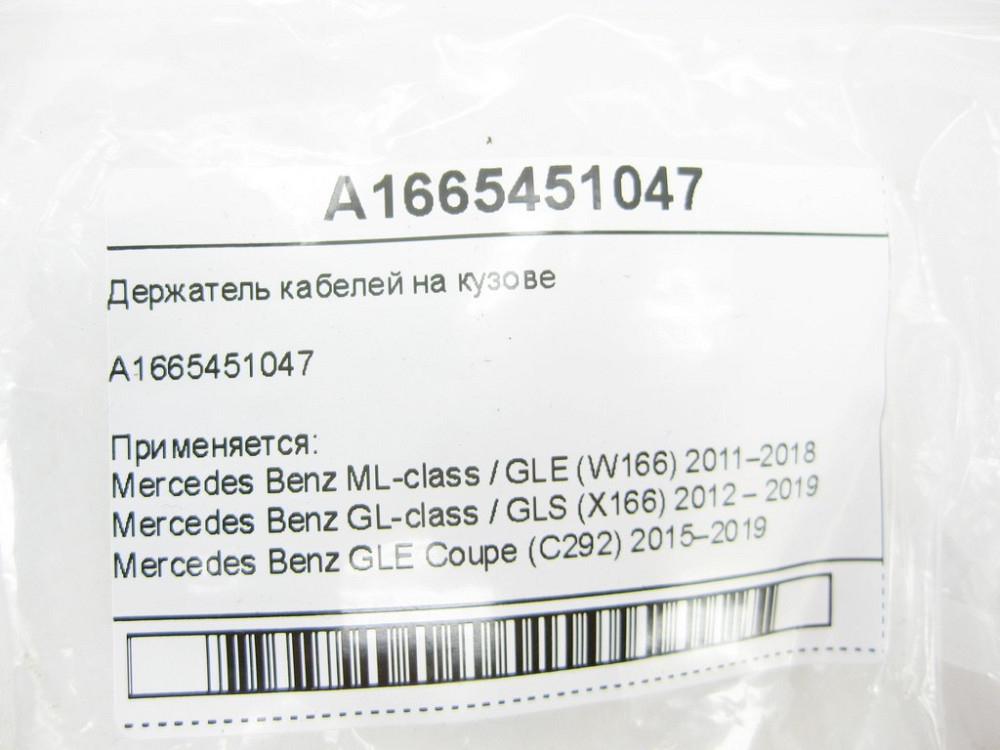 A1665451047
Держатель кабелей на кузове
A1665451047
Применяется:
Mercedes Benz ML-class / GLE (W166) 2011–2018
Mercedes Benz GL-class / GLS (X166) 2012 – 2019
Mercedes Benz GLE Coupe (C292) 2015–2019